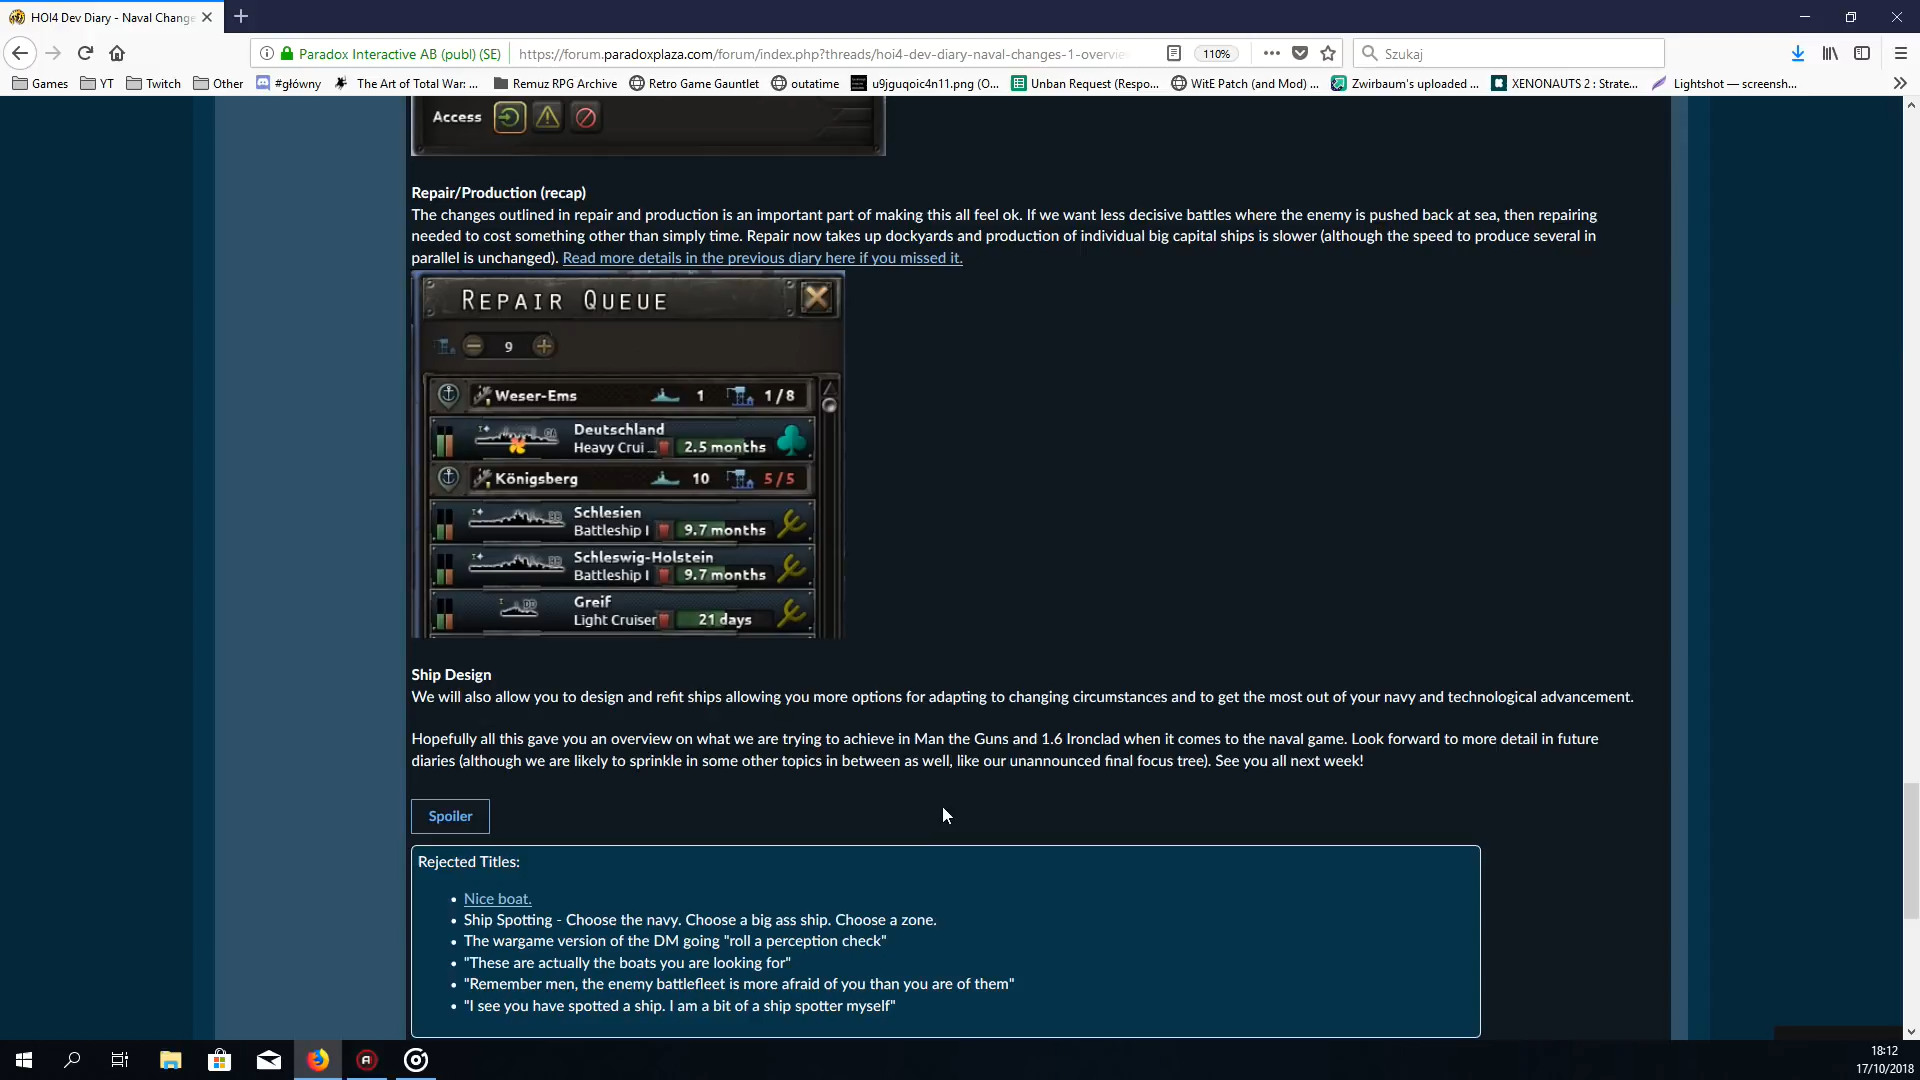 HOI4 Dev Diary - Naval Change
Paradox Interactive AB (publ) (SE)
https://forum.paradoxplaza.com/forum/index.php?threads/hoi4-dev-diary-naval-changes-1-overvie
110%
Szukaj
Games
YT
Twitch
Other
#główny
The Art of Total War: ...
Remuz RPG Archive
Retro Game Gauntlet
outatime
u9jguqoic4n11.png (O...
Unban Request (Respo...
WitE Patch (and Mod) ...
Zwirbaum's uploaded ...
XENONAUTS 2 : Strate...
Lightshot — screensh...
Access
Repair/Production (recap)
The changes outlined in repair and production is an important part of making this all feel ok. If we want less decisive battles where the enemy is pushed back at sea, then repairing
needed to cost something other than simply time. Repair now takes up dockyards and production of individual big capital ships is slower (although the speed to produce several in
parallel is unchanged). Read more details in the previous diary here if you missed it.
REPAIR QUEUE
9
Weser-Ems 1 1/8
Deutschland
Heavy Crui ... 2.5 months
Königsberg 10 5/5
Schlesien
Battleship I 9.7 months
Schleswig-Holstein
Battleship I 9.7 months
Greif
Light Cruiser 21 days
Ship Design
We will also allow you to design and refit ships allowing you more options for adapting to changing circumstances and to get the most out of your navy and technological advancement.
Hopefully all this gave you an overview on what we are trying to achieve in Man the Guns and 1.6 Ironclad when it comes to the naval game. Look forward to more detail in future
diaries (although we are likely to sprinkle in some other topics in between as well, like our unannounced final focus tree). See you all next week!
Spoiler
Rejected Titles:
• Nice boat.
• Ship Spotting - Choose the navy. Choose a big ass ship. Choose a zone.
• The wargame version of the DM going "roll a perception check"
• "These are actually the boats you are looking for"
• "Remember men, the enemy battlefleet is more afraid of you than you are of them"
• "I see you have spotted a ship. I am a bit of a ship spotter myself"
18:12
17/10/2018